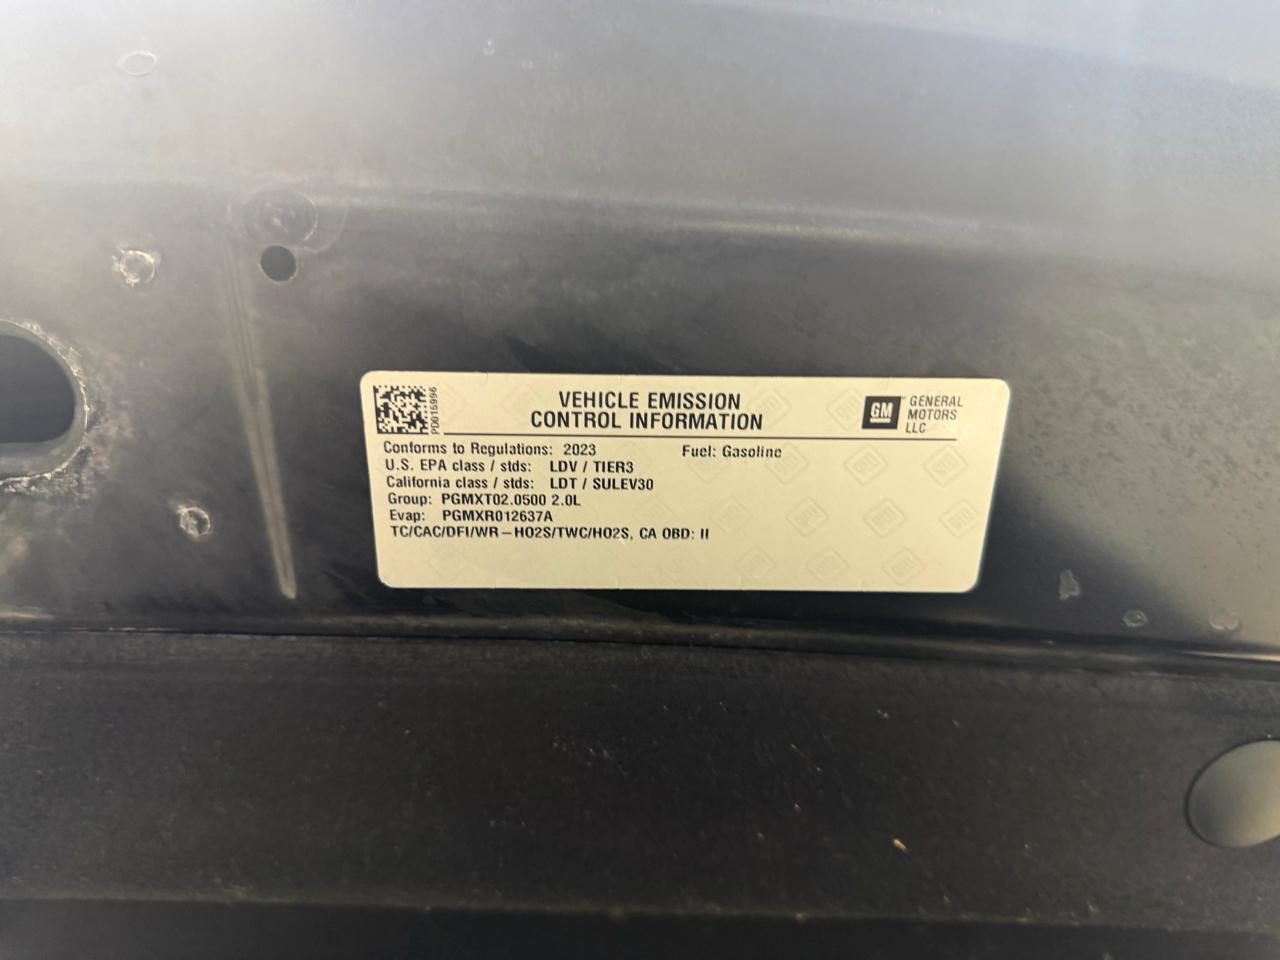 PD015996
VEHICLE EMISSION
CONTROL INFORMATION
GM
GENERAL
MOTORS
LLC
Conforms to Regulations: 2023 Fuel: Gasoline
U.S. EPA class / stds: LDV / TIER3
California class / stds: LDT / SULEV30
Group: PGMXT02.0500 2.0L
Evap: PGMXR012637A
TC/CAC/DFI/WR-HO2S/TWC/HO2S, CA OBD: II